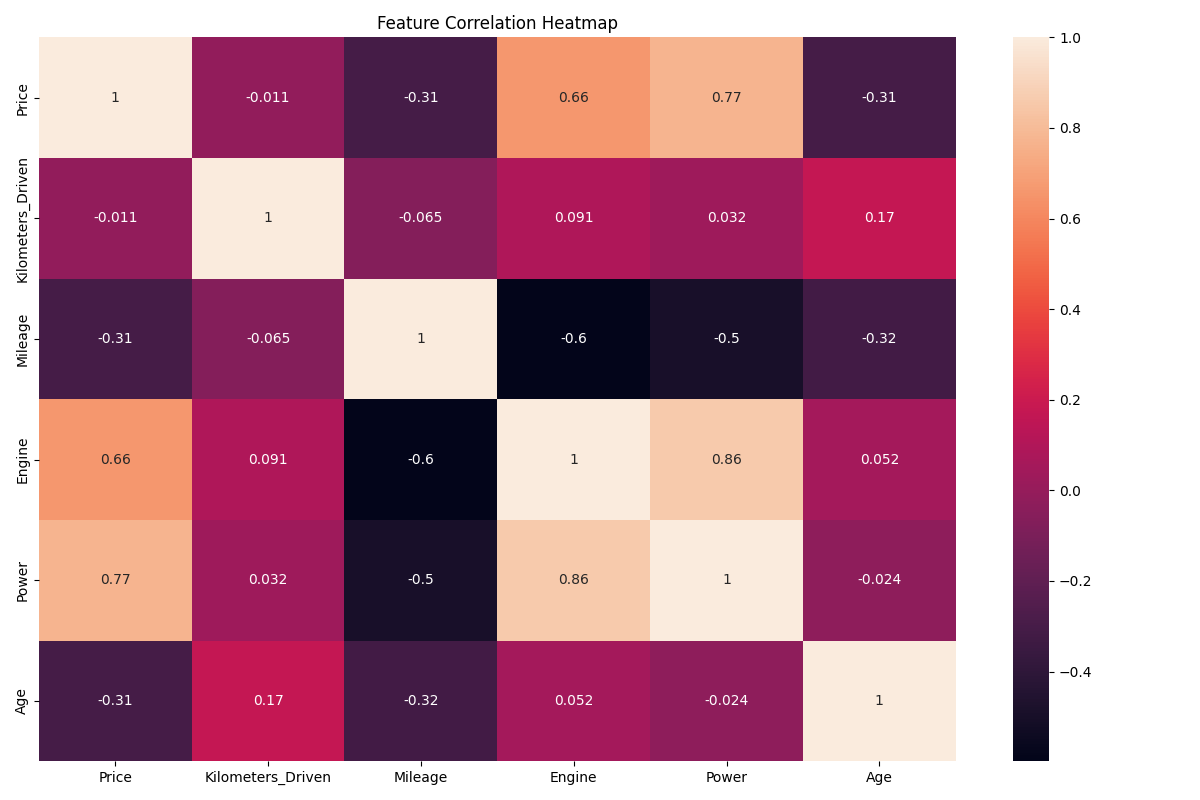 Feature Correlation Heatmap
Price 1 -0.011 -0.31 0.66 0.77 -0.31
Kilometers_Driven -0.011 1 -0.065 0.091 0.032 0.17
Mileage -0.31 -0.065 1 -0.6 -0.5 -0.32
Engine 0.66 0.091 -0.6 1 0.86 0.052
Power 0.77 0.032 -0.5 0.86 1 -0.024
Age -0.31 0.17 -0.32 0.052 -0.024 1
Price Kilometers_Driven Mileage Engine Power Age
1.0
0.8
0.6
0.4
0.2
0.0
−0.2
−0.4